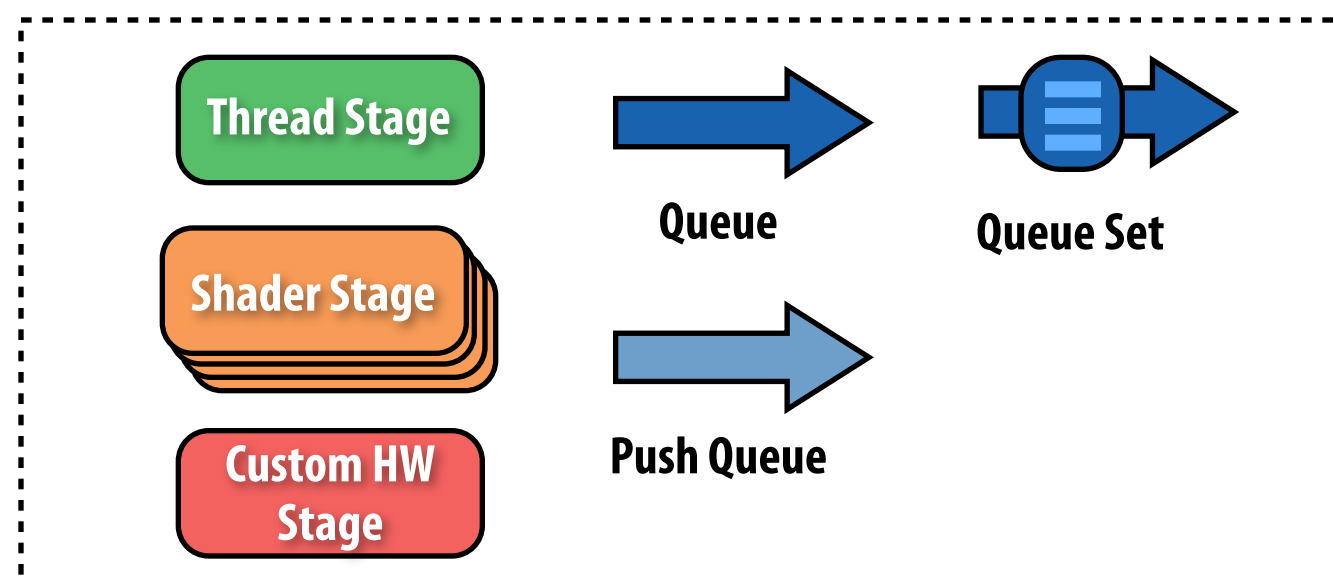 Thread Stage
Queue
Queue Set
Shader Stage
Push Queue
Custom HW
Stage